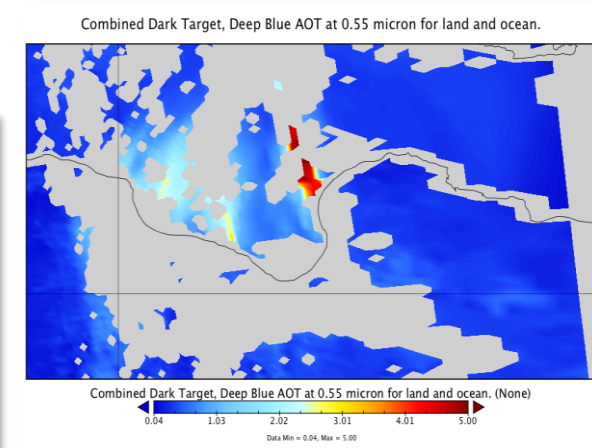 Combined Dark Target, Deep Blue AOT at 0.55 micron for land and ocean.
Combined Dark Target, Deep Blue AOT at 0.55 micron for land and ocean. (None)
0.04 1.03 2.02 3.01 4.01 5.00
Data Min = 0.04, Max = 5.00